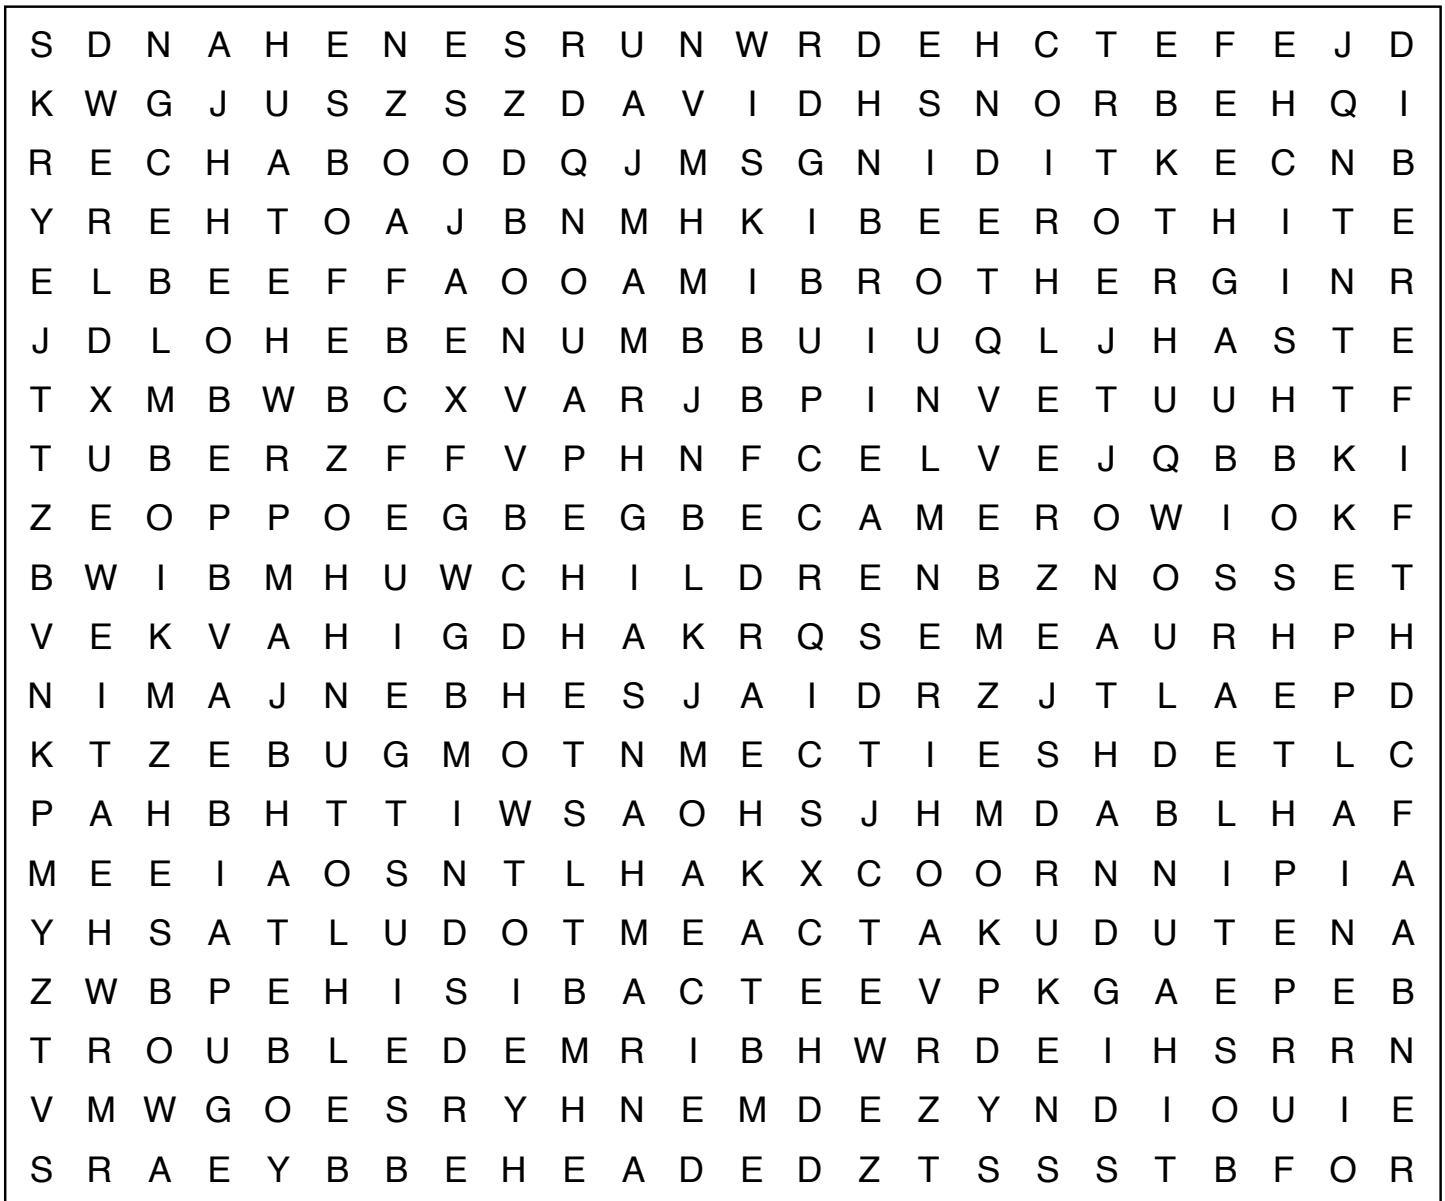 S D N A H E N E S R U N W R D E H C T E F E J D
K W G J U S Z S Z D A V I D H S N O R B E H Q I
R E C H A B O O D Q J M S G N I D I T K E C N B
Y R E H T O A J B N M H K I B E E R O T H I T E
E L B E E F F A O O A M I B R O T H E R G I N R
J D L O H E B E N U M B B U I U Q L J H A S T E
T X M B W B C X V A R J B P I N V E T U U H T F
T U B E R Z F F V P H N F C E L V E J Q B B K I
Z E O P P O E G B E G B E C A M E R O W I O K F
B W I B M H U W C H I L D R E N B Z N O S S E T
V E K V A H I G D H A K R Q S E M E A U R H P H
N I M A J N E B H E S J A I D R Z J T L A E P D
K T Z E B U G M O T N M E C T I E S H D E T L C
P A H B H T T I W S A O H S J H M D A B L H A F
M E E I A O S N T L H A K X C O O R N N I P I A
Y H S A T L U D O T M E A C T A K U D U T E N A
Z W B P E H I S I B A C T E E V P K G A E P E B
T R O U B L E D E M R I B H W R D E I H S R R N
V M W G O E S R Y H N E M D E Z Y N D I O U I E
S R A E Y B B E H E A D E D Z T S S S T B F O R